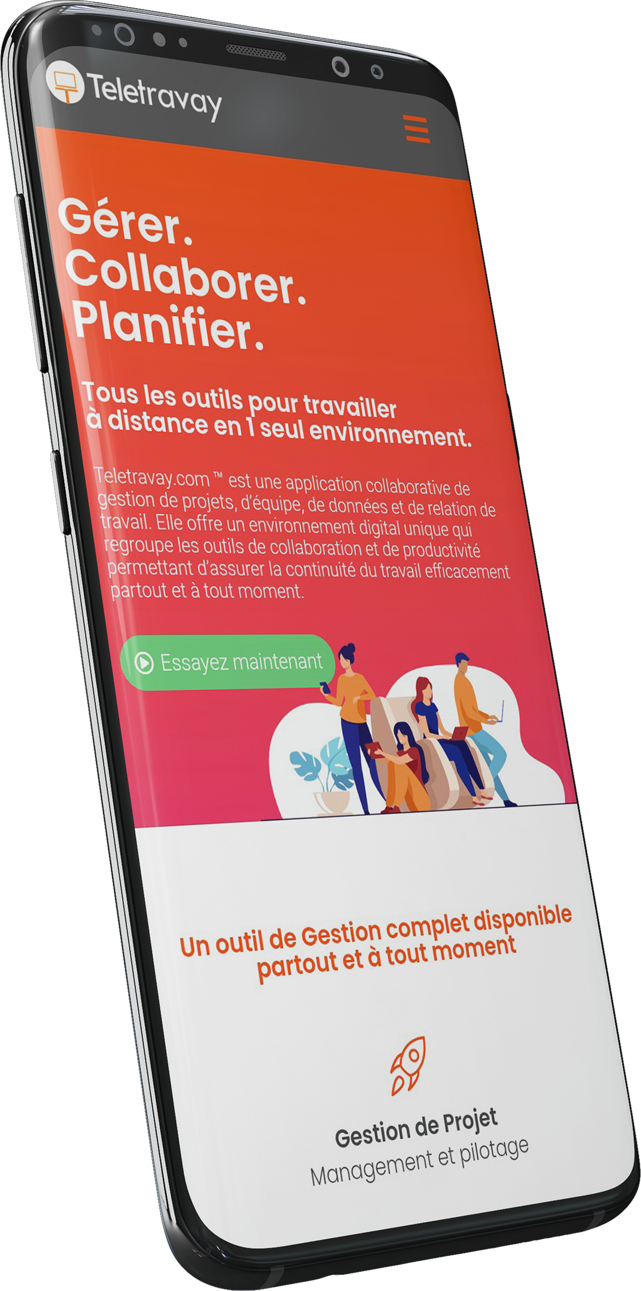 Teletravay
Gérer.
Collaborer.
Planifier.
Tous les outils pour travailler
à distance en 1 seul environnement.
Teletravay.com ™ est une application collaborative de
gestion de projets, d'équipe, de données et de relation de
travail. Elle offre un environnement digital unique qui
regroupe les outils de collaboration et de productivité
permettant d'assurer la continuité du travail efficacement
partout et à tout moment.
Essayez maintenant
Un outil de Gestion complet disponible
partout et à tout moment
Gestion de Projet
Management et pilotage